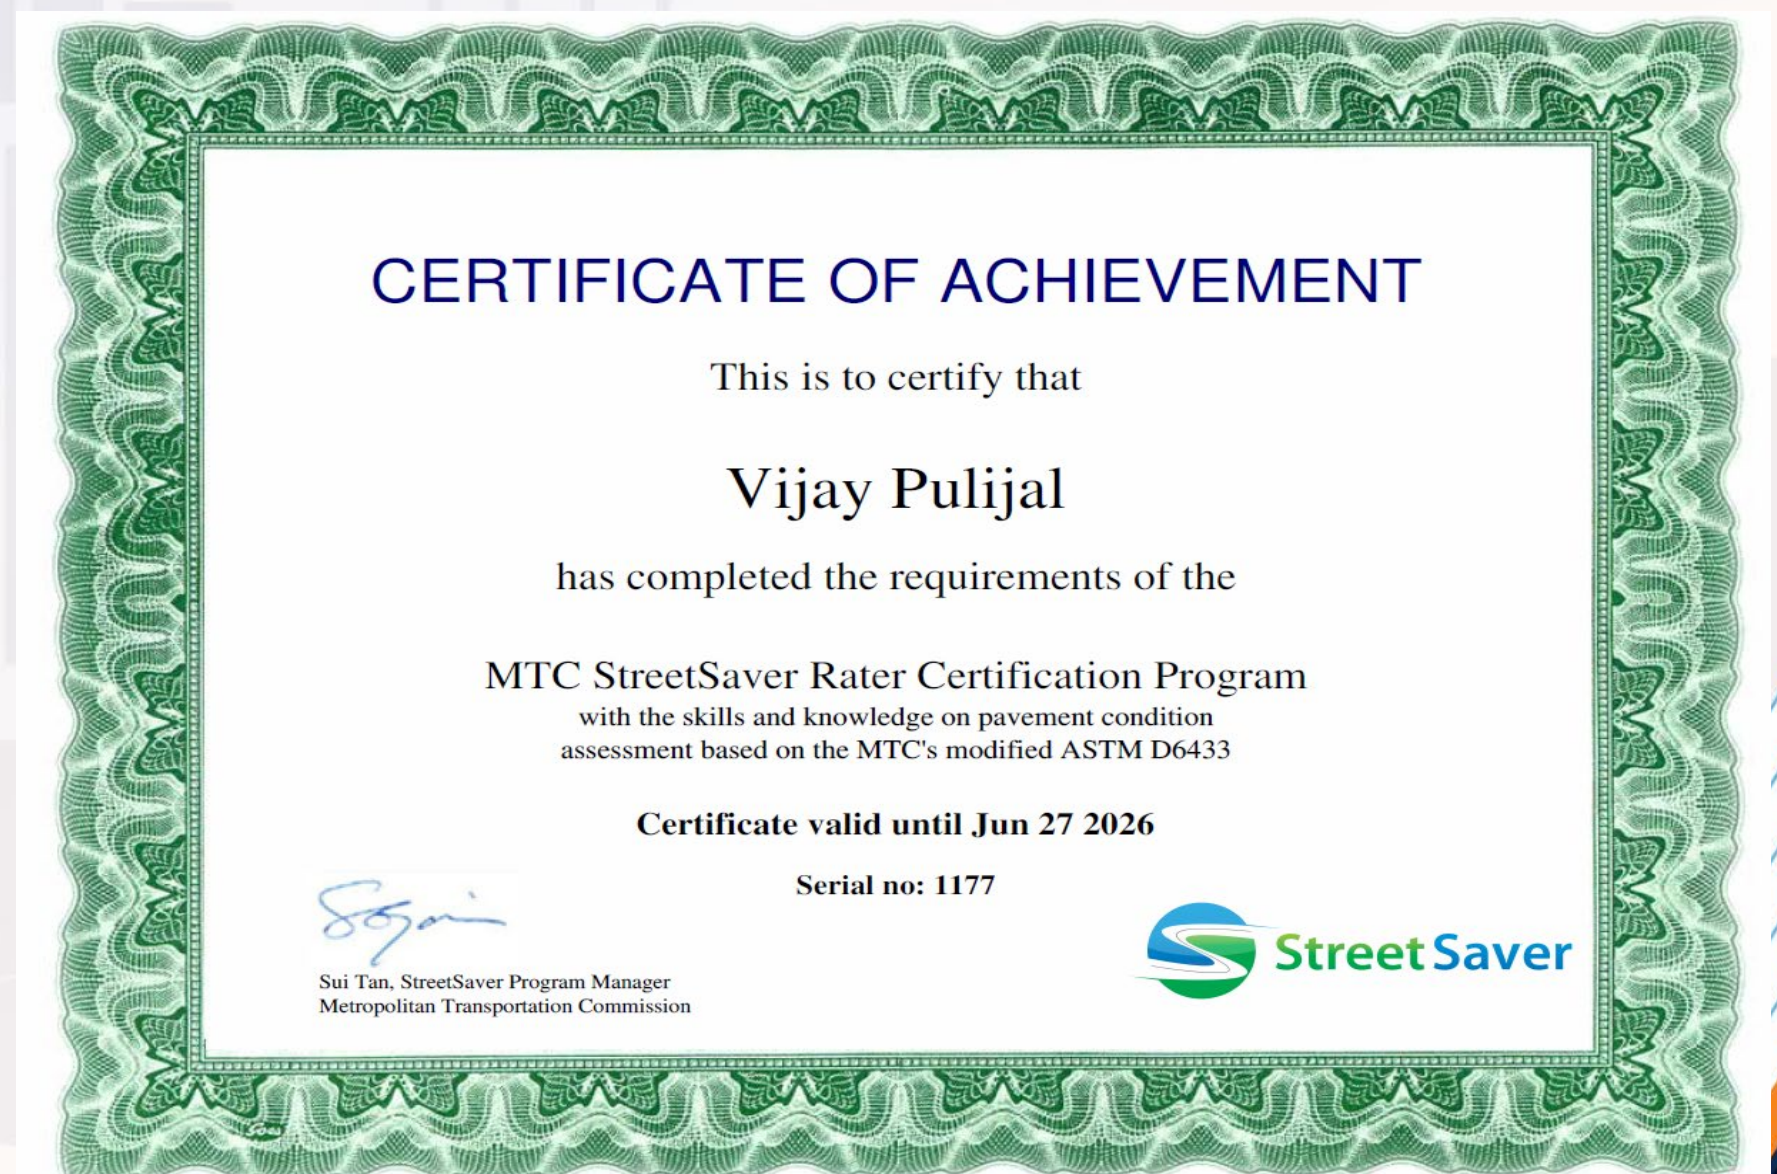 CERTIFICATE OF ACHIEVEMENT
This is to certify that
Vijay Pulijal
has completed the requirements of the
MTC StreetSaver Rater Certification Program
with the skills and knowledge on pavement condition
assessment based on the MTC's modified ASTM D6433
Certificate valid until Jun 27 2026
Serial no: 1177
Sui Tan, StreetSaver Program Manager
Metropolitan Transportation Commission
StreetSaver